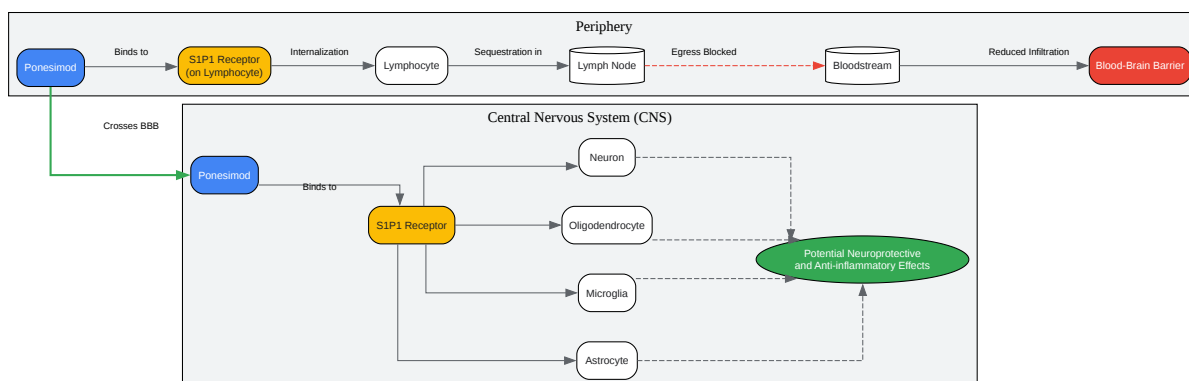 Periphery
Ponesimod
Binds to
S1P1 Receptor
(on Lymphocyte)
Internalization
Lymphocyte
Sequestration in
Lymph Node
Egress Blocked
Bloodstream
Reduced Infiltration
Blood-Brain Barrier
Crosses BBB
Central Nervous System (CNS)
Ponesimod
Binds to
S1P1 Receptor
Neuron
Oligodendrocyte
Microglia
Astrocyte
Potential Neuroprotective
and Anti-inflammatory Effects